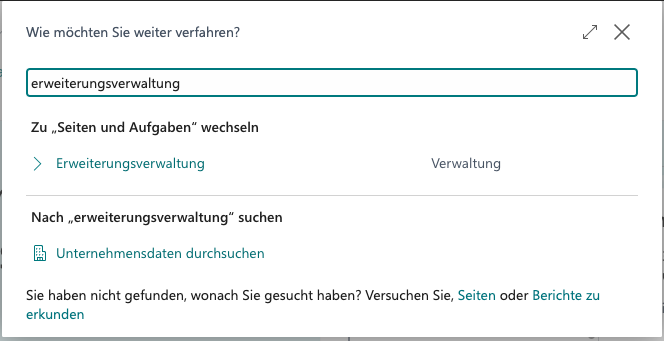 Wie möchten Sie weiter verfahren?
erweiterungsverwaltung
Zu „Seiten und Aufgaben“ wechseln
Erweiterungsverwaltung Verwaltung
Nach „erweiterungsverwaltung“ suchen
Unternehmensdaten durchsuchen
Sie haben nicht gefunden, wonach Sie gesucht haben? Versuchen Sie, Seiten oder Berichte zu
erkunden